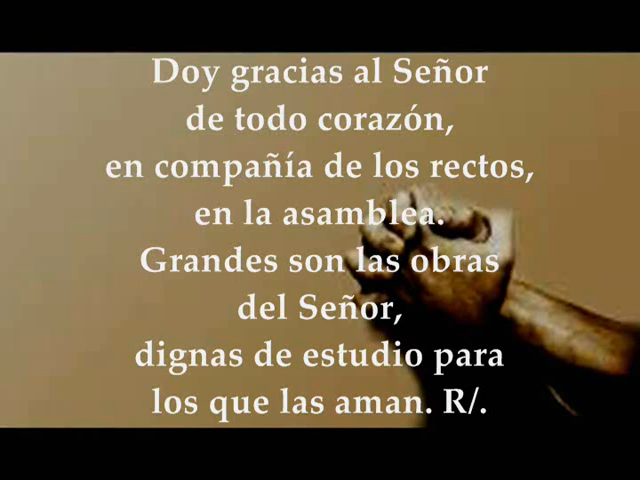 Doy gracias al Señor
de todo corazón,
en compañía de los rectos,
en la asamblea.
Grandes son las obras
del Señor,
dignas de estudio para
los que las aman. R/.